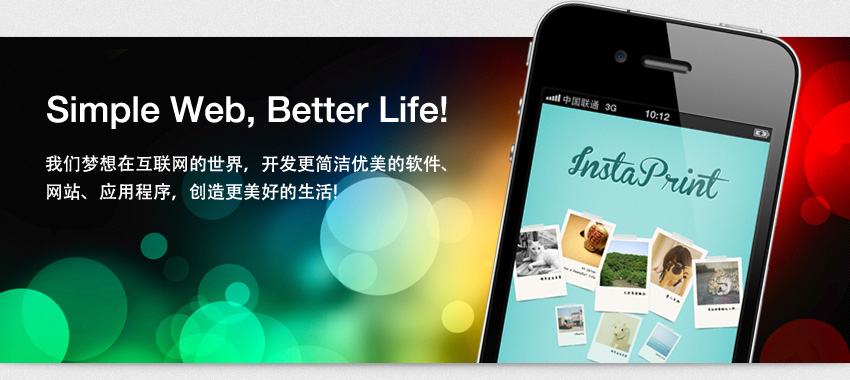 Simple Web, Better Life!
我们梦想在互联网的世界，开发更简洁优美的软件、
网站、应用程序，创造更美好的生活!
中国联通 3G 10:12
InstaPrint